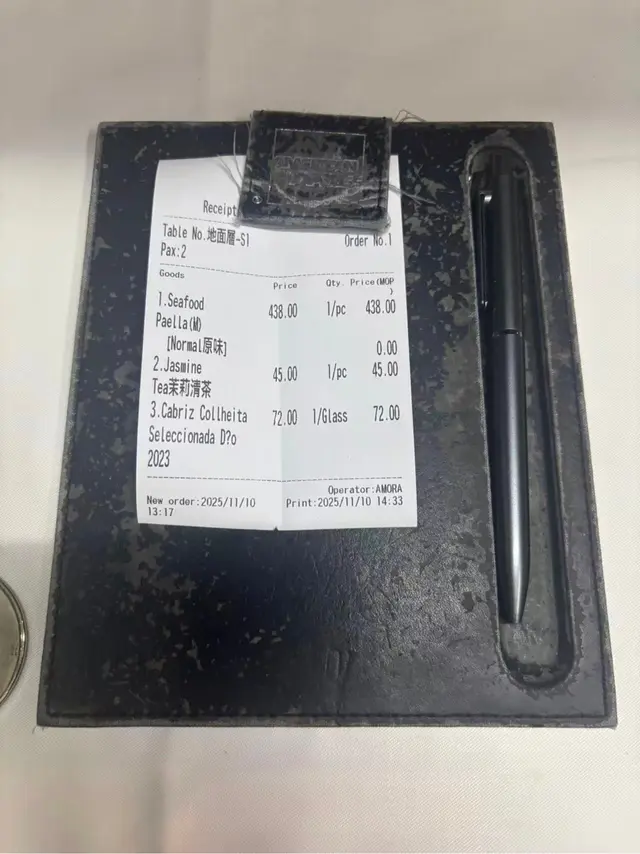 Receipt
Table No.地面層-S1 Order No.1
Pax:2
Goods Price Qty. Price(MOP
)
1.Seafood 438.00 1/pc 438.00
Paella(M)
[Normal原味] 0.00
2.Jasmine 45.00 1/pc 45.00
Tea茉莉清茶
3.Cabriz Collheita 72.00 1/Glass 72.00
Seleccionada D?o
2023
Operator:AMORA
New order:2025/11/10 Print:2025/11/10 14:33
13:17